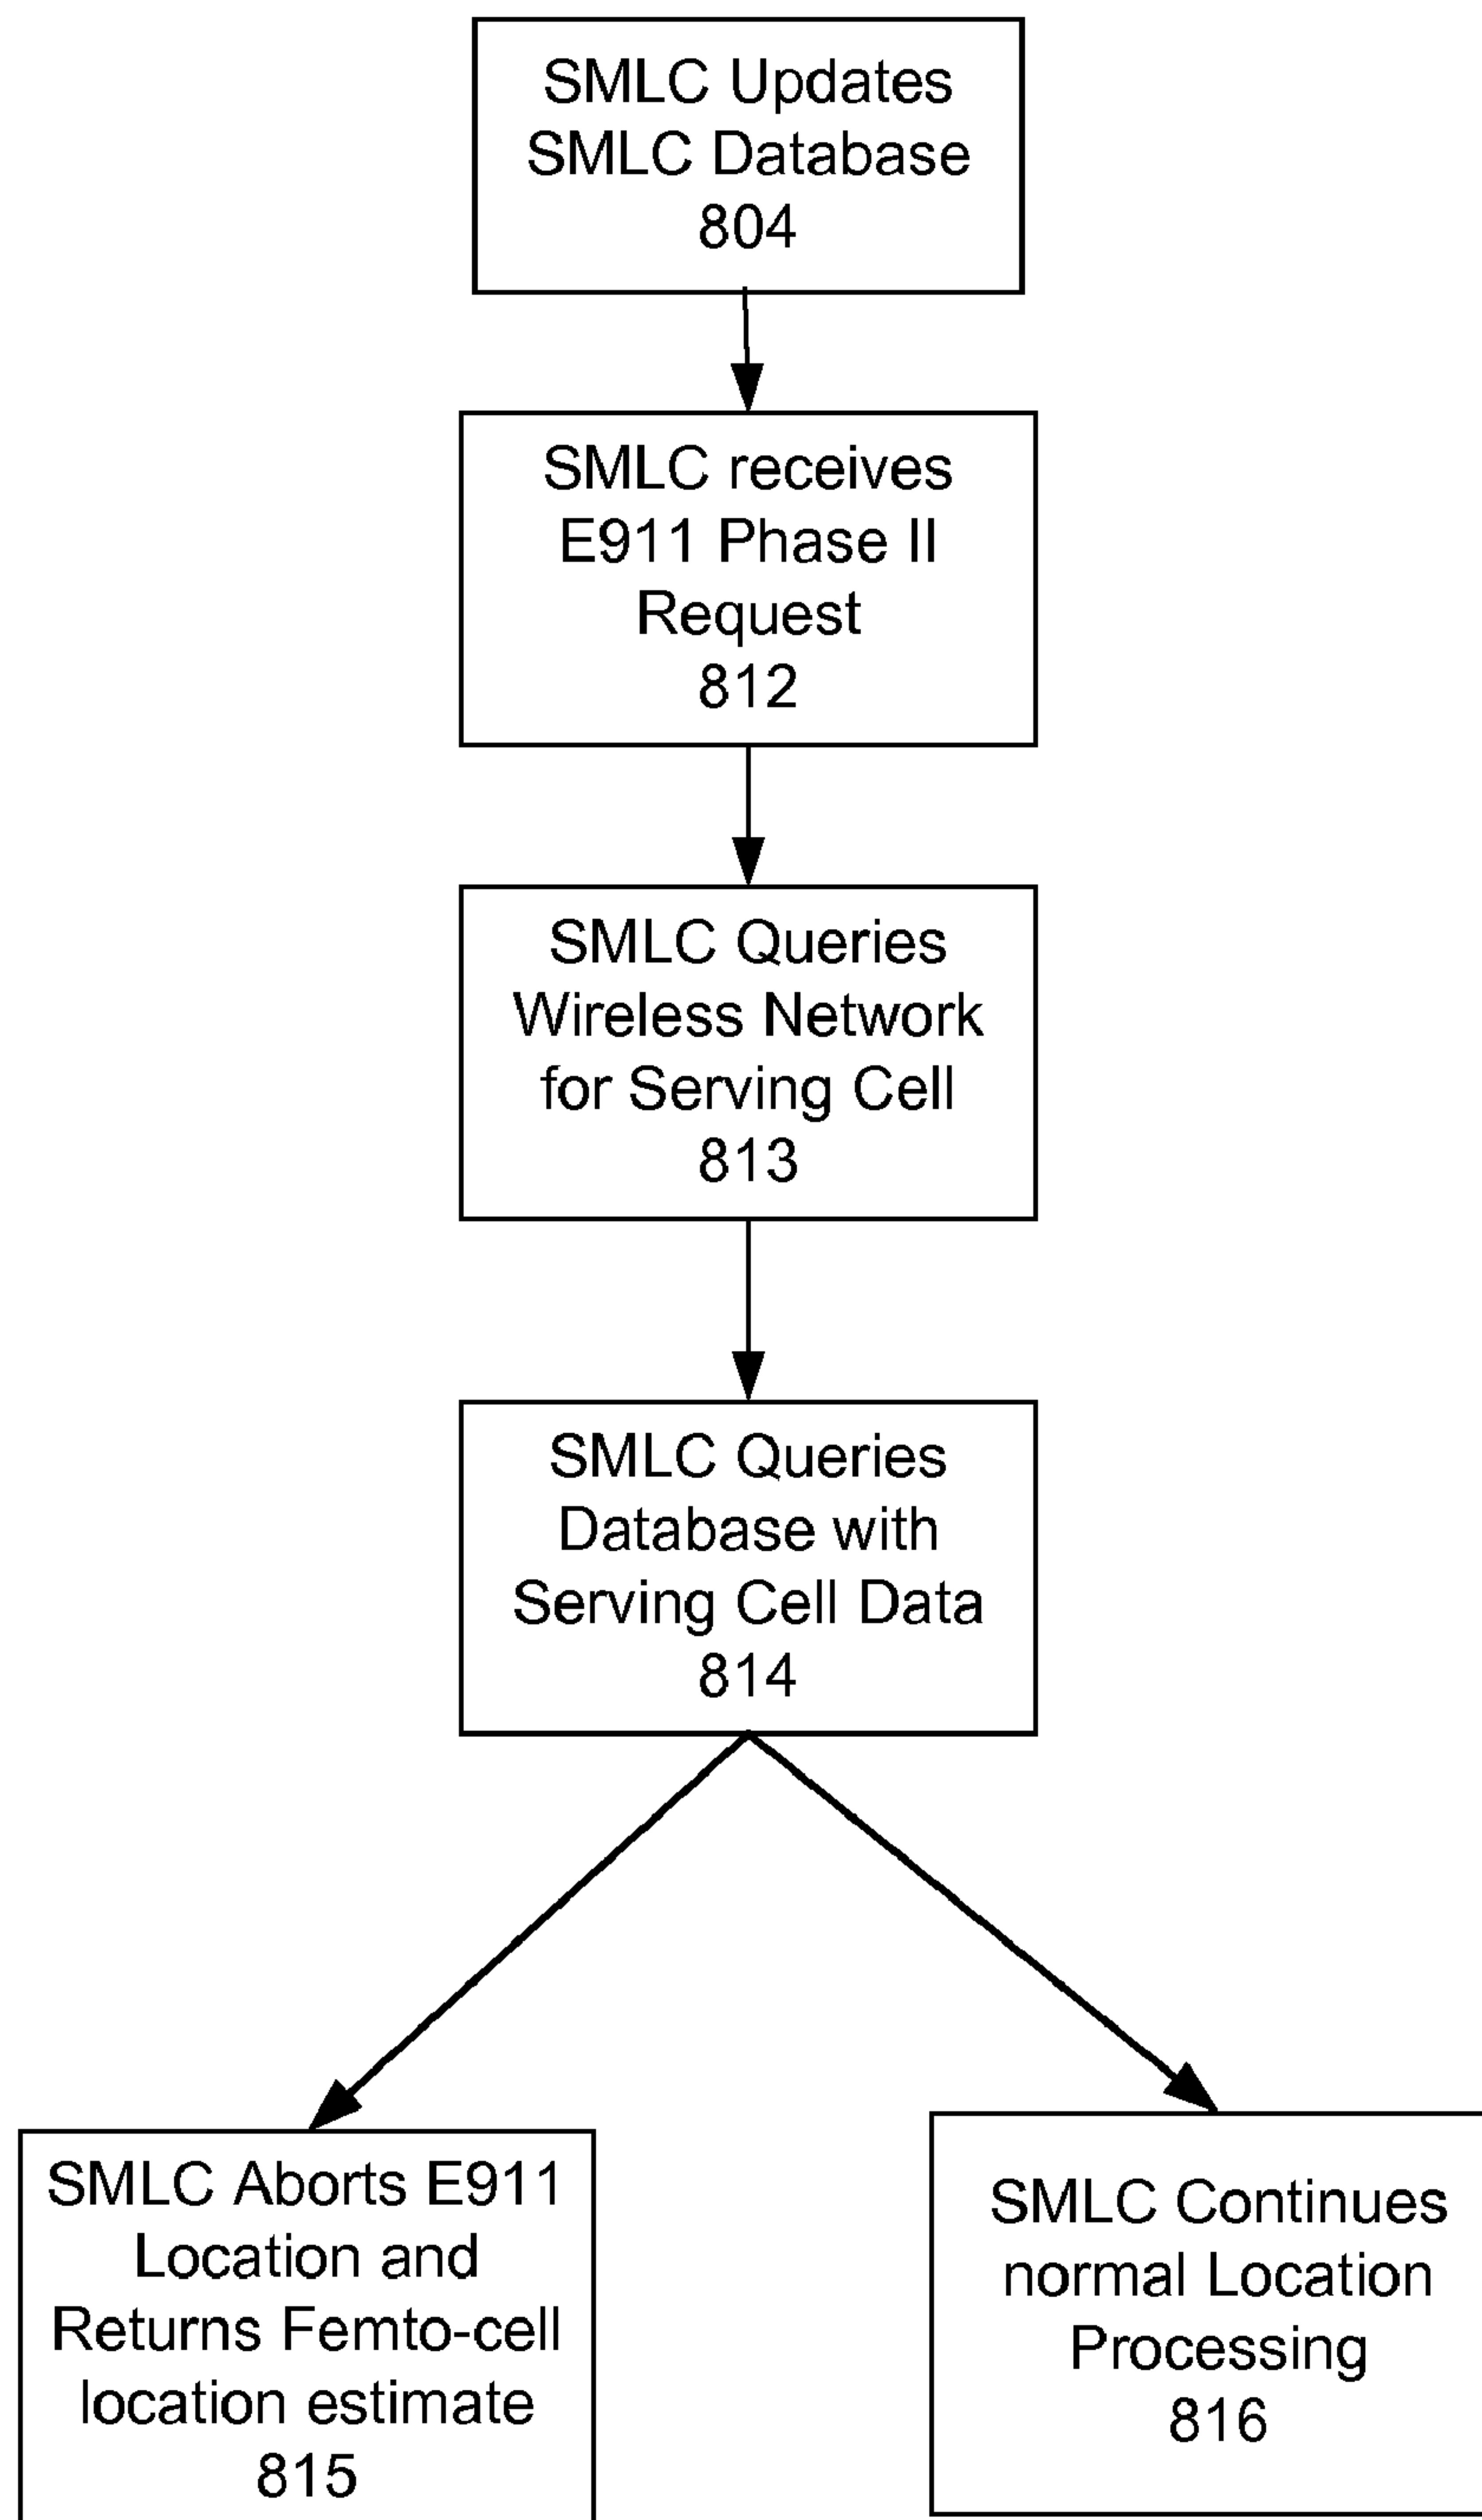 SMLC Updates
SMLC Database
804
SMLC receives
E911 Phase II
Request
812
SMLC Queries
Wireless Network
for Serving Cell
813
SMLC Queries
Database with
Serving Cell Data
814
SMLC Aborts E911
Location and
Returns Femto-cell
location estimate
815
SMLC Continues
normal Location
Processing
816